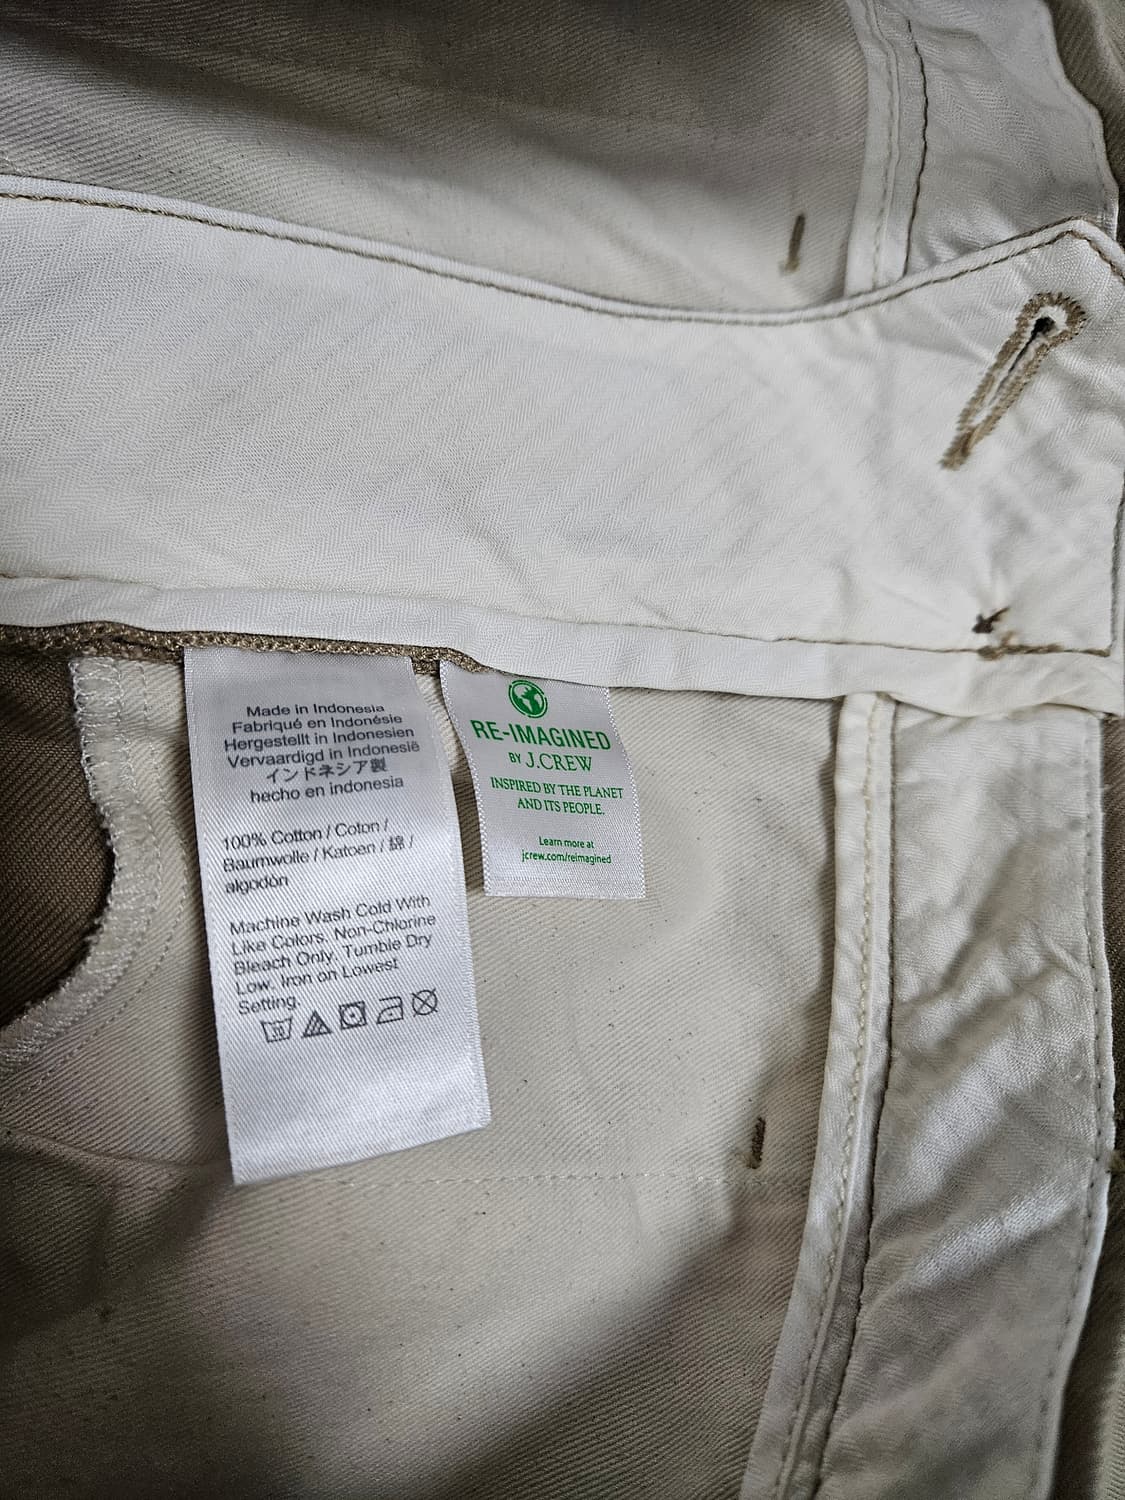 Made in Indonesia
Fabriqué en Indonésie
Hergestellt in Indonesien
Vervaardigd in Indonesië
インドネシア製
hecho en indonesia
100% Cotton / Coton /
Baumwolle / Katoen / 綿 /
algodòn
Machine Wash Cold With
Like Colors. Non-Chlorine
Bleach Only. Tumble Dry
Low. Iron on Lowest
Setting.
RE-IMAGINED
BY J.CREW
INSPIRED BY THE PLANET
AND ITS PEOPLE.
Learn more at
jcrew.com/reimagined